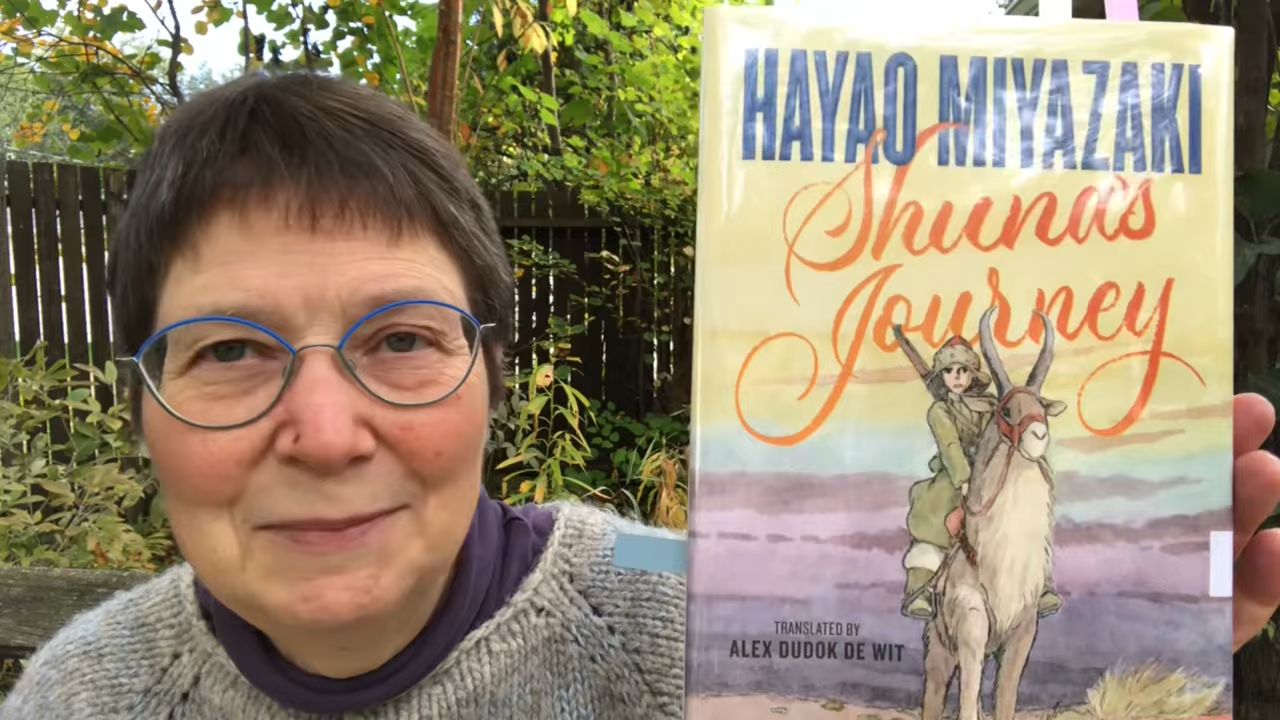 HAYAO MIYAZAKI
Shuna's
Journey
TRANSLATED BY
ALEX DUDOK DE WIT